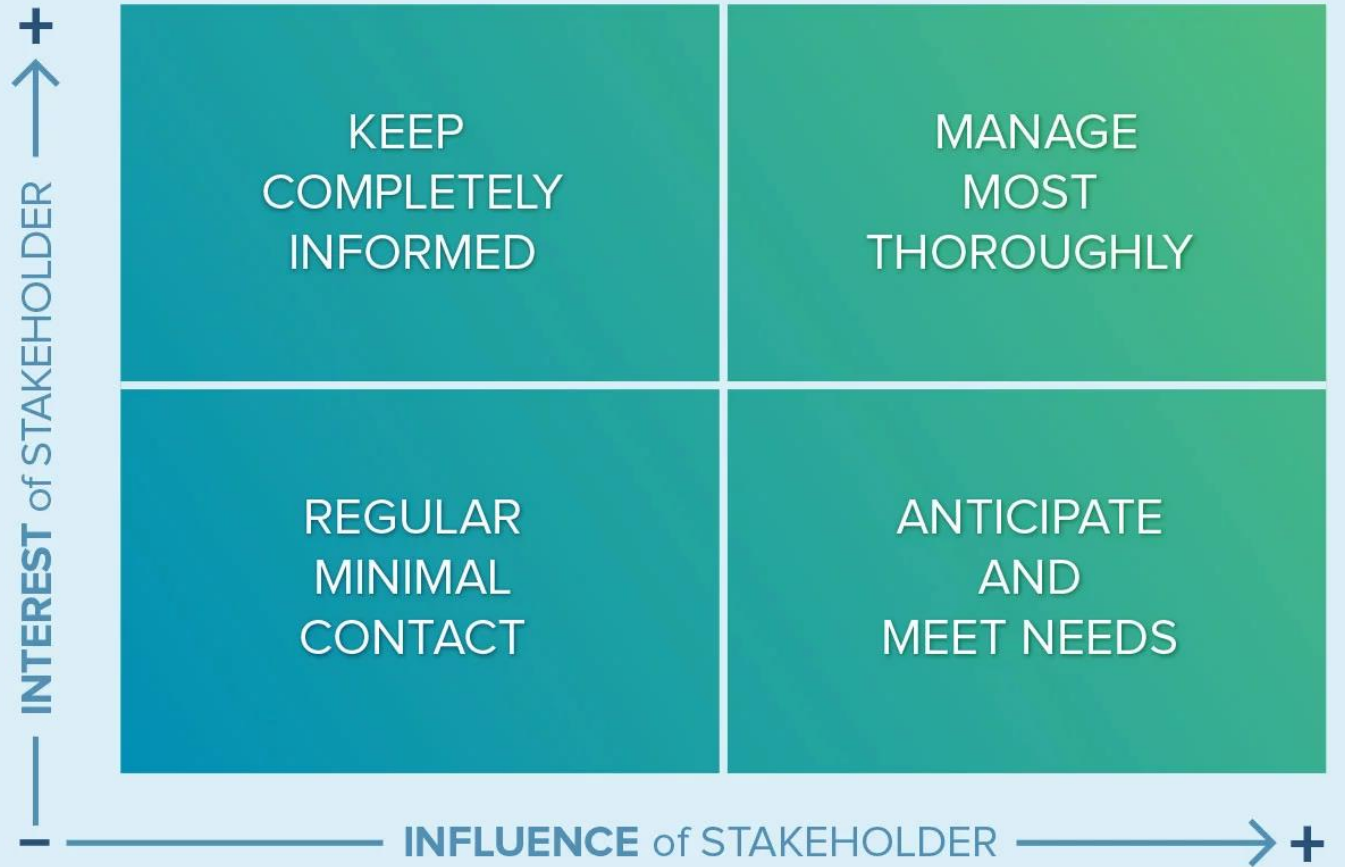 +
INTEREST of STAKEHOLDER
KEEP
COMPLETELY
INFORMED
MANAGE
MOST
THOROUGHLY
REGULAR
MINIMAL
CONTACT
ANTICIPATE
AND
MEET NEEDS
–
INFLUENCE of STAKEHOLDER
+